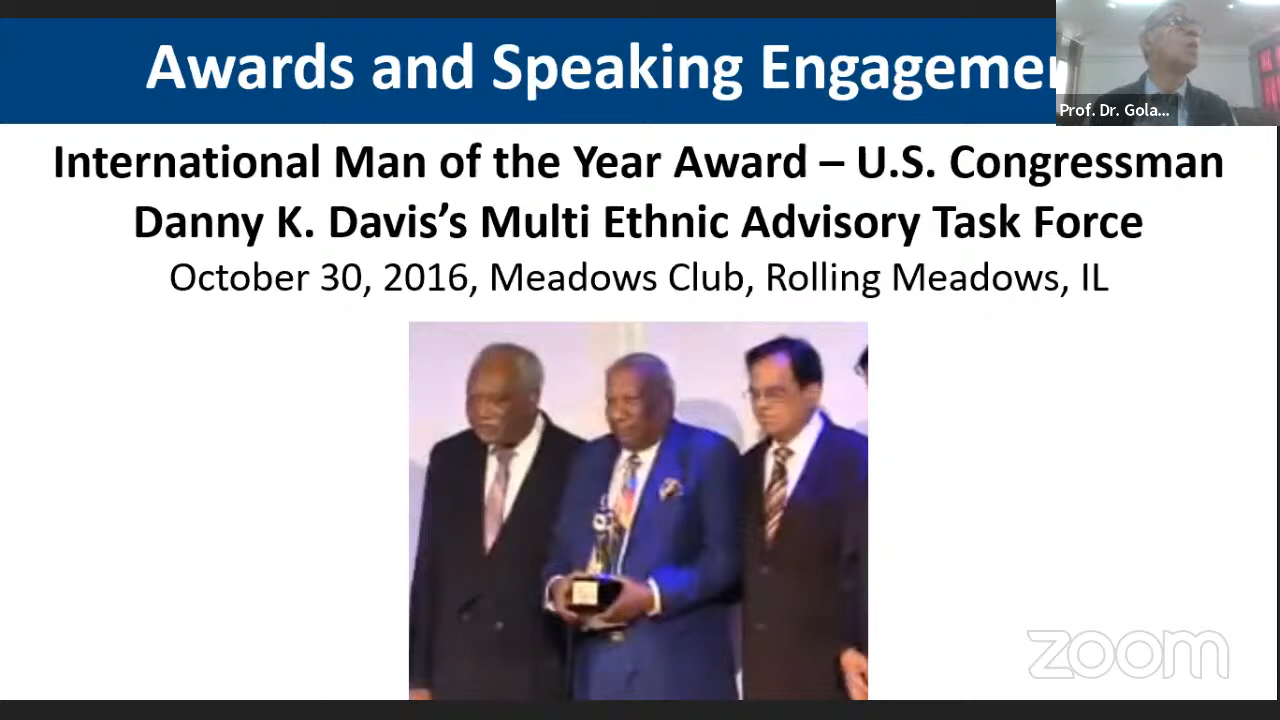 Awards and Speaking Engagemen
Prof. Dr. Gola...
International Man of the Year Award – U.S. Congressman
Danny K. Davis’s Multi Ethnic Advisory Task Force
October 30, 2016, Meadows Club, Rolling Meadows, IL
zoom